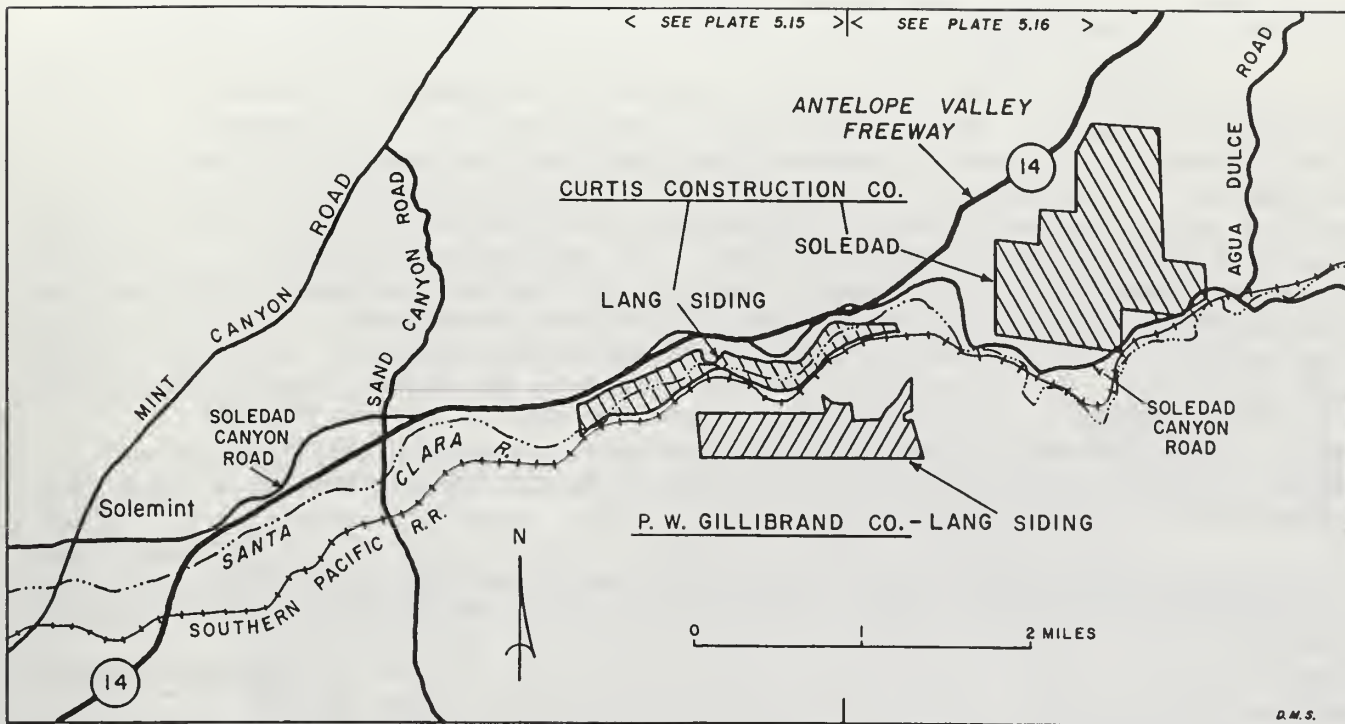 < SEE PLATE 5.15 >
< SEE PLATE 5.16 >
ANTELOPE VALLEY
FREEWAY
14
AGUA DULCE ROAD
MINT CANYON ROAD
SAND CANYON ROAD
CURTIS CONSTRUCTION CO.
SOLEDAD
LANG SIDING
SOLEDAD
CANYON
ROAD
SOLEDAD
CANYON
ROAD
Solemint
SANTA CLARA R.
SOUTHERN PACIFIC R.R.
P. W. GILLIBRAND CO. - LANG SIDING
N
0 1 2 MILES
14
D.M.S.